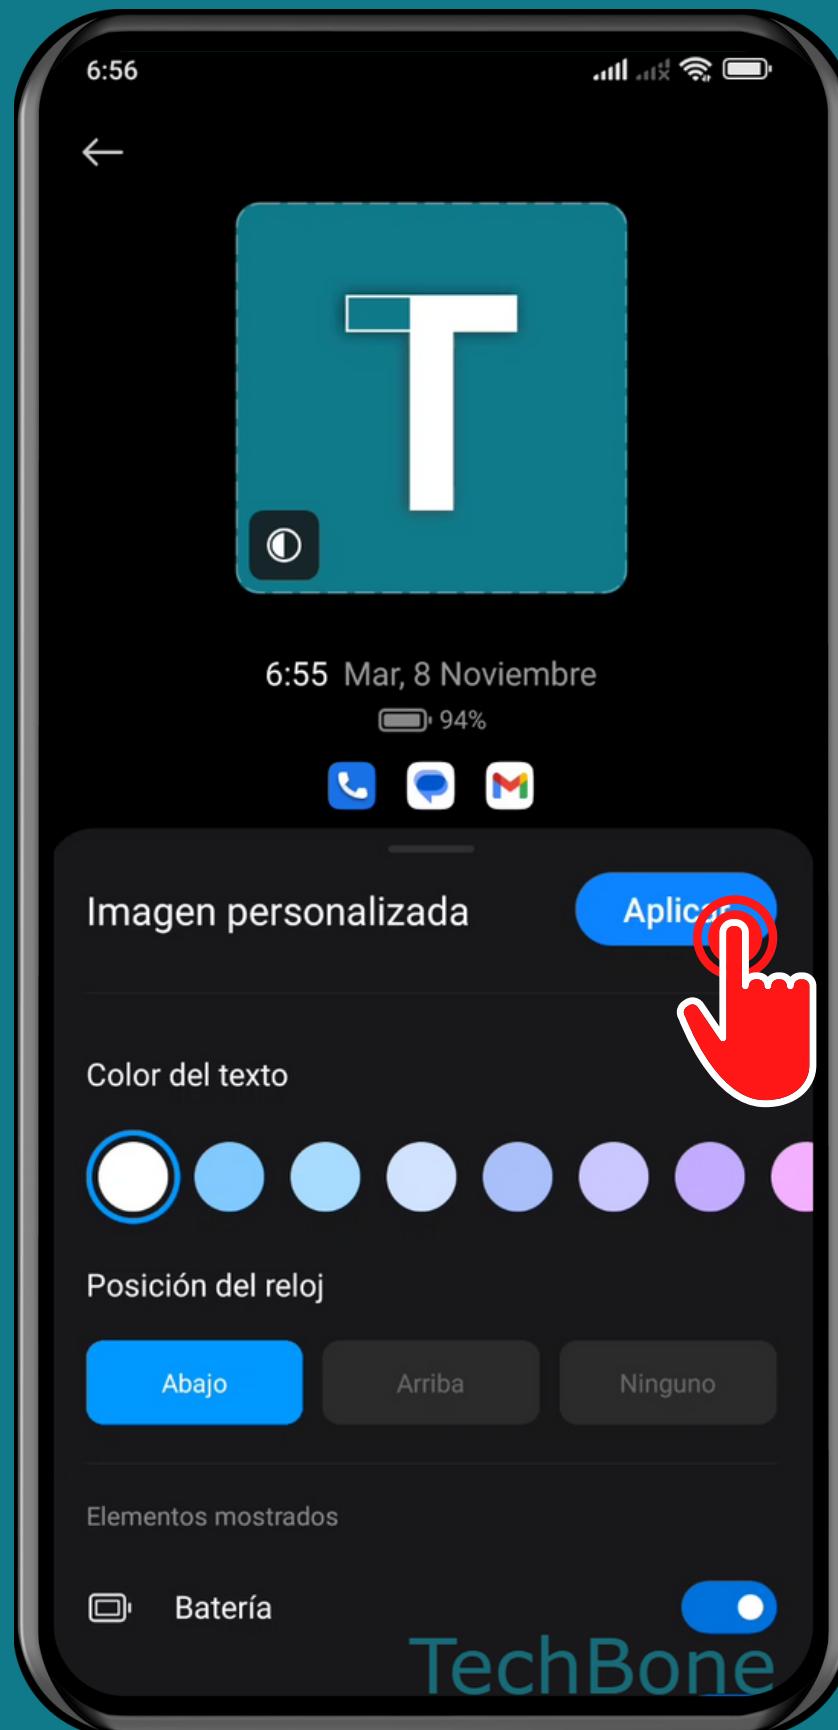 6:56
T
6:55 Mar, 8 Noviembre
94%
Imagen personalizada
Aplicar
Color del texto
Posición del reloj
Abajo Arriba Ninguno
Elementos mostrados
Batería
TechBone